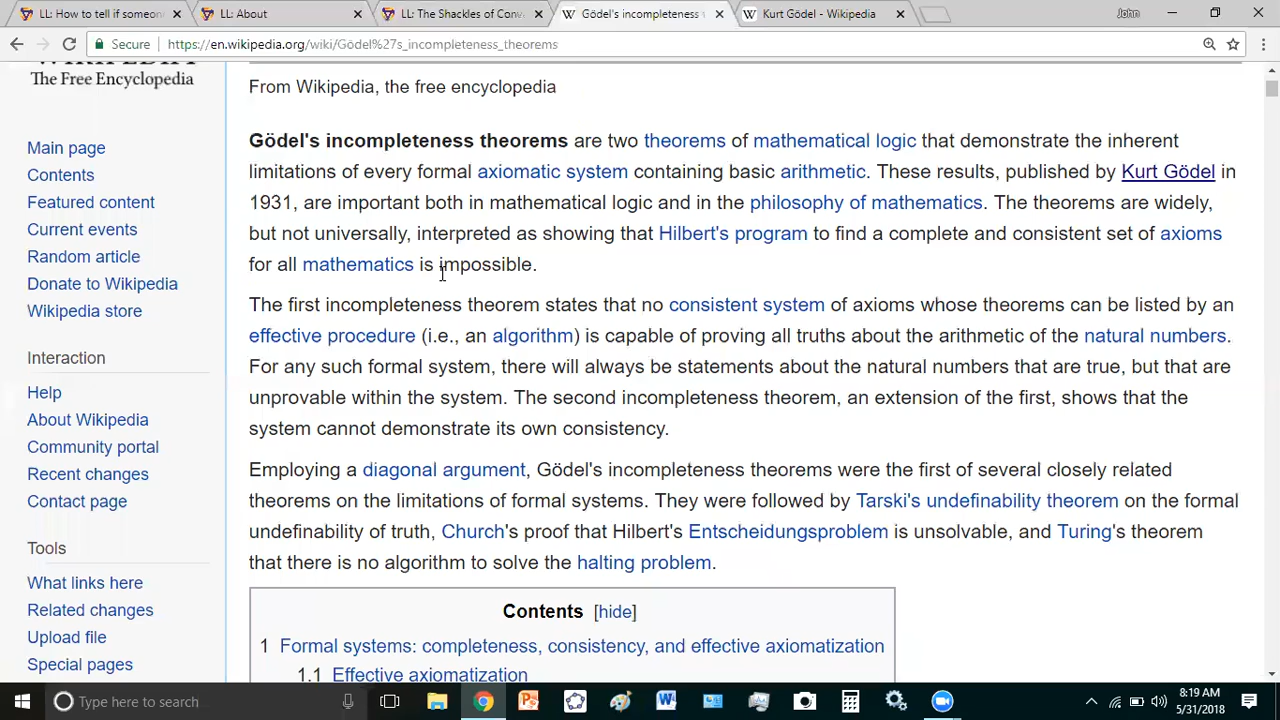 LL: How to tell if someon
LL: About
LL: The Shackles of Conv
Gödel's incompleteness
Kurt Gödel - Wikipedia
John
Secure
https://en.wikipedia.org/wiki/Gödel%27s_incompleteness_theorems
WIKIPEDIA
The Free Encyclopedia
Main page
Contents
Featured content
Current events
Random article
Donate to Wikipedia
Wikipedia store
Interaction
Help
About Wikipedia
Community portal
Recent changes
Contact page
Tools
What links here
Related changes
Upload file
Special pages
From Wikipedia, the free encyclopedia
Gödel's incompleteness theorems are two theorems of mathematical logic that demonstrate the inherent
limitations of every formal axiomatic system containing basic arithmetic. These results, published by Kurt Gödel in
1931, are important both in mathematical logic and in the philosophy of mathematics. The theorems are widely,
but not universally, interpreted as showing that Hilbert's program to find a complete and consistent set of axioms
for all mathematics is impossible.
The first incompleteness theorem states that no consistent system of axioms whose theorems can be listed by an
effective procedure (i.e., an algorithm) is capable of proving all truths about the arithmetic of the natural numbers.
For any such formal system, there will always be statements about the natural numbers that are true, but that are
unprovable within the system. The second incompleteness theorem, an extension of the first, shows that the
system cannot demonstrate its own consistency.
Employing a diagonal argument, Gödel's incompleteness theorems were the first of several closely related
theorems on the limitations of formal systems. They were followed by Tarski's undefinability theorem on the formal
undefinability of truth, Church's proof that Hilbert's Entscheidungsproblem is unsolvable, and Turing's theorem
that there is no algorithm to solve the halting problem.
Contents [hide]
1 Formal systems: completeness, consistency, and effective axiomatization
1.1 Effective axiomatization
Type here to search
8:19 AM
5/31/2018